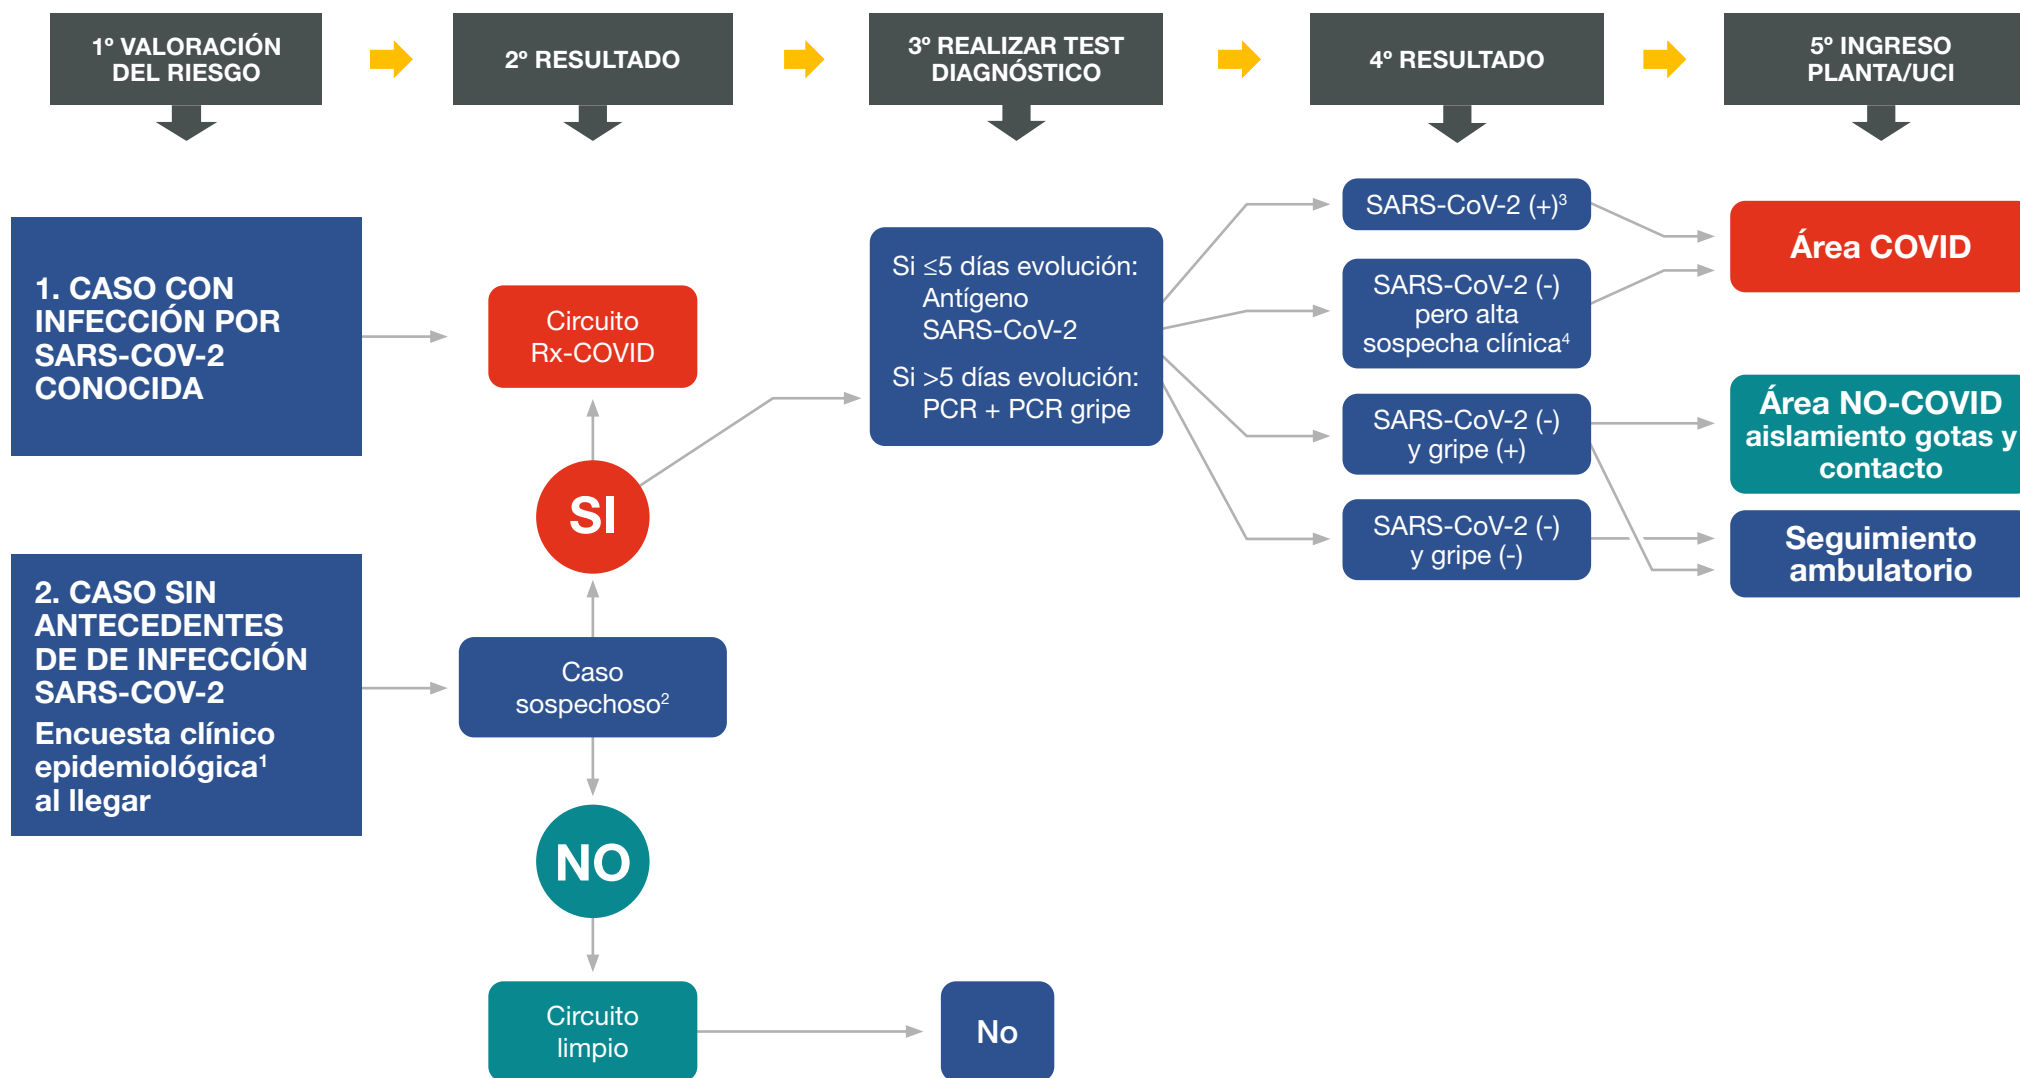 1º VALORACIÓN
DEL RIESGO
2º RESULTADO
3º REALIZAR TEST
DIAGNÓSTICO
4º RESULTADO
5º INGRESO
PLANTA/UCI
1. CASO CON
INFECCIÓN POR
SARS-COV-2
CONOCIDA
2. CASO SIN
ANTECEDENTES
DE DE INFECCIÓN
SARS-COV-2
Encuesta clínico
epidemiológica¹
al llegar
Circuito
Rx-COVID
SI
Caso
sospechoso²
NO
Circuito
limpio
Si ≤5 días evolución:
Antígeno
SARS-CoV-2
Si >5 días evolución:
PCR + PCR gripe
No
SARS-CoV-2 (+)³
SARS-CoV-2 (-)
pero alta
sospecha clínica⁴
SARS-CoV-2 (-)
y gripe (+)
SARS-CoV-2 (-)
y gripe (-)
Área COVID
Área NO-COVID
aislamiento gotas y
contacto
Seguimiento
ambulatorio